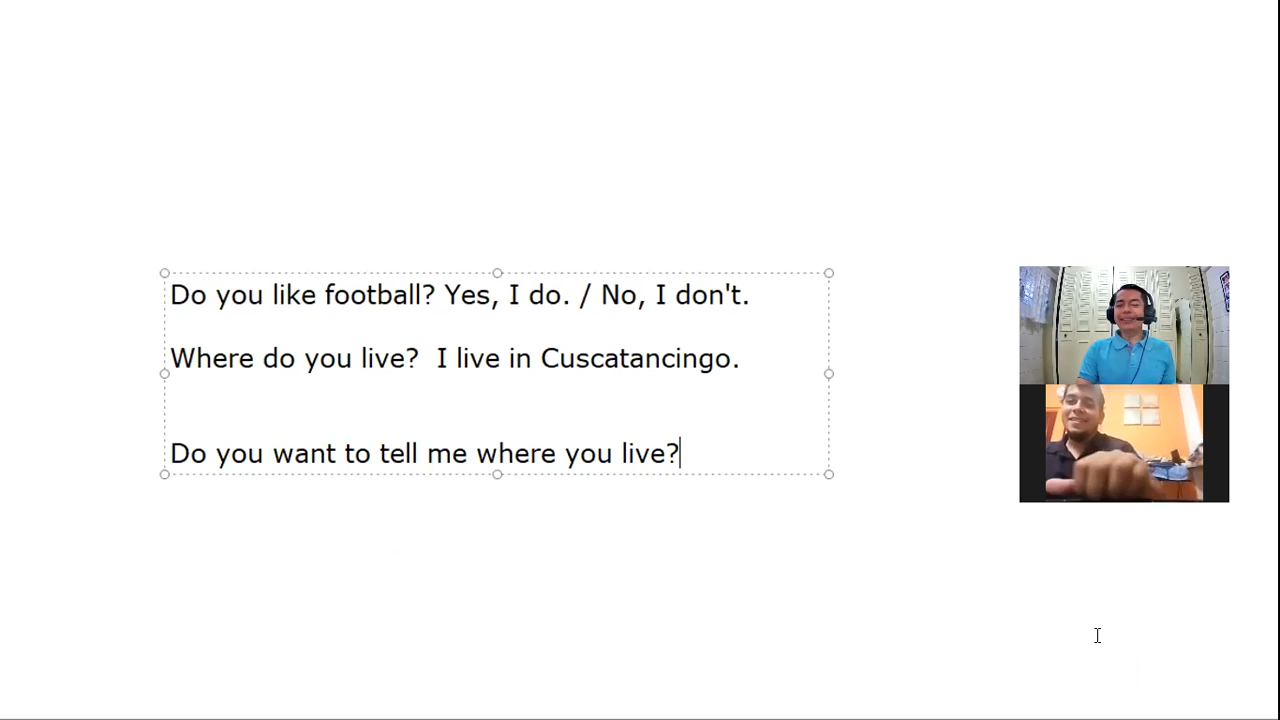 Do you like football? Yes, I do. / No, I don't.
Where do you live?  I live in Cuscatancingo.
Do you want to tell me where you live?